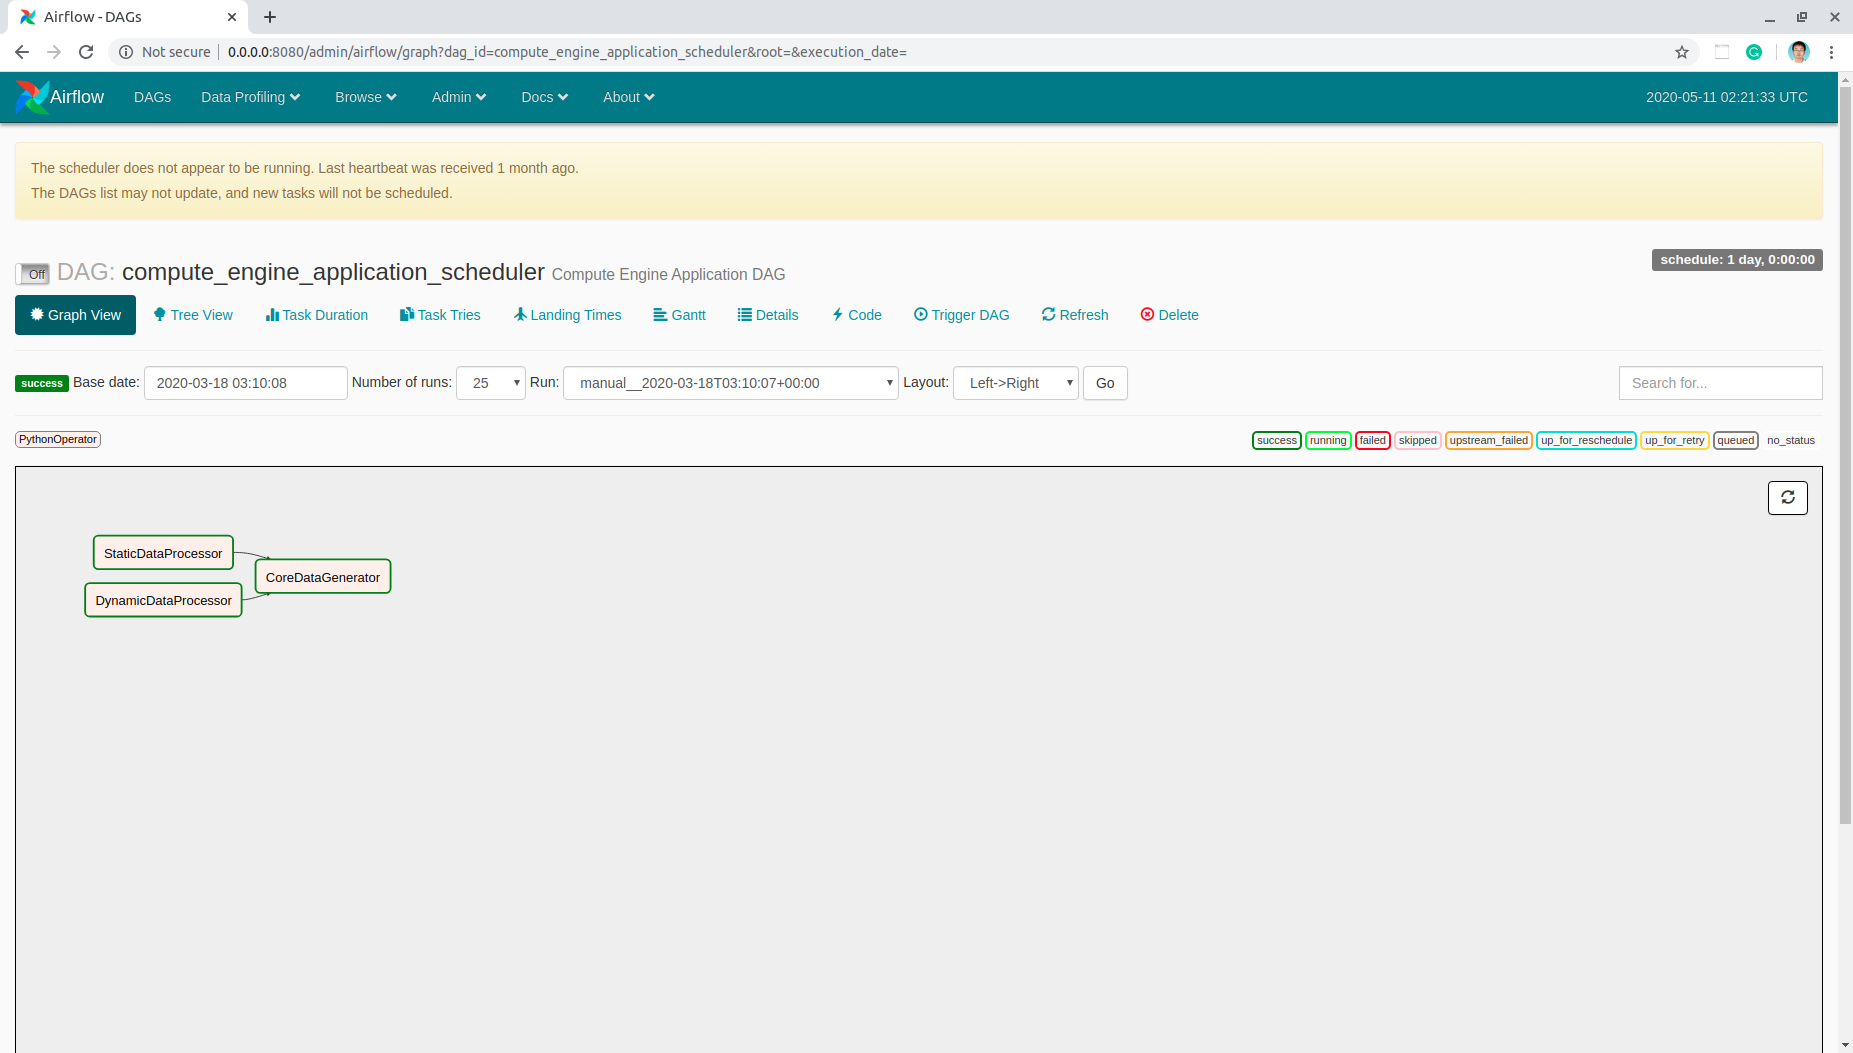 Airflow - DAGs
Not secure 0.0.0.0:8080/admin/airflow/graph?dag_id=compute_engine_application_scheduler&root=&execution_date=
Airflow DAGs Data Profiling Browse Admin Docs About 2020-05-11 02:21:33 UTC
The scheduler does not appear to be running. Last heartbeat was received 1 month ago.
The DAGs list may not update, and new tasks will not be scheduled.
schedule: 1 day, 0:00:00
Off DAG: compute_engine_application_scheduler Compute Engine Application DAG
Graph View Tree View Task Duration Task Tries Landing Times Gantt Details Code Trigger DAG Refresh Delete
success Base date: 2020-03-18 03:10:08 Number of runs: 25 Run: manual__2020-03-18T03:10:07+00:00 Layout: Left->Right Go Search for...
PythonOperator success running failed skipped upstream_failed up_for_reschedule up_for_retry queued no_status
StaticDataProcessor
CoreDataGenerator
DynamicDataProcessor